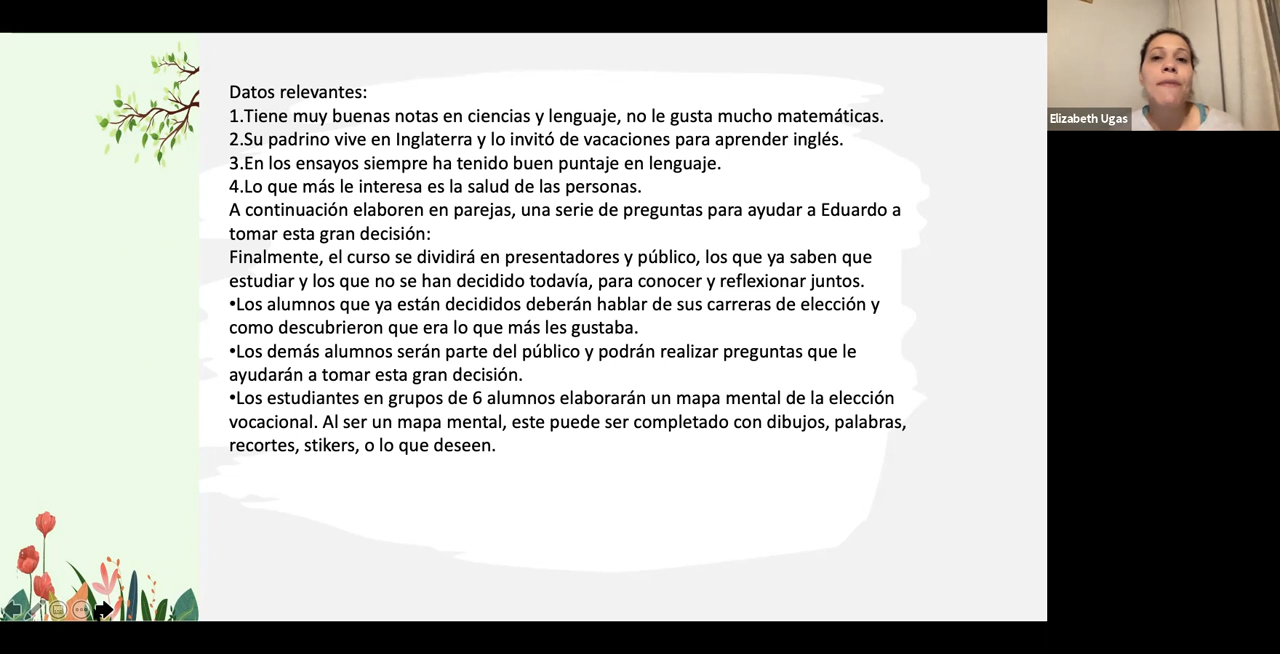 Datos relevantes:
1.Tiene muy buenas notas en ciencias y lenguaje, no le gusta mucho matemáticas.
2.Su padrino vive en Inglaterra y lo invitó de vacaciones para aprender inglés.
3.En los ensayos siempre ha tenido buen puntaje en lenguaje.
4.Lo que más le interesa es la salud de las personas.
A continuación elaboren en parejas, una serie de preguntas para ayudar a Eduardo a
tomar esta gran decisión:
Finalmente, el curso se dividirá en presentadores y público, los que ya saben que
estudiar y los que no se han decidido todavía, para conocer y reflexionar juntos.
•Los alumnos que ya están decididos deberán hablar de sus carreras de elección y
como descubrieron que era lo que más les gustaba.
•Los demás alumnos serán parte del público y podrán realizar preguntas que le
ayudarán a tomar esta gran decisión.
•Los estudiantes en grupos de 6 alumnos elaborarán un mapa mental de la elección
vocacional. Al ser un mapa mental, este puede ser completado con dibujos, palabras,
recortes, stikers, o lo que deseen.
Elizabeth Ugas